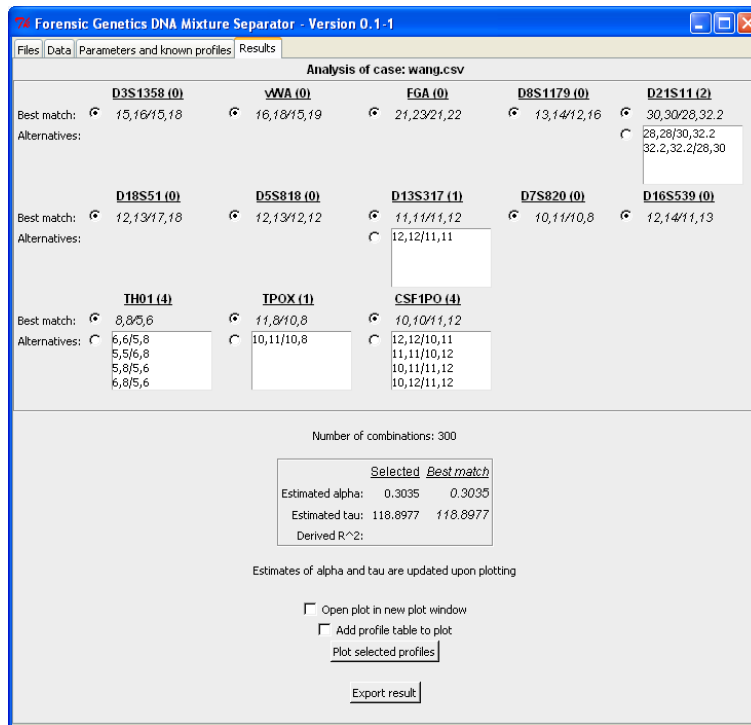 Forensic Genetics DNA Mixture Separator - Version 0.1-1
Files Data Parameters and known profiles Results
Analysis of case: wang.csv
D3S1358 (0) vWA (0) FGA (0) D8S1179 (0) D21S11 (2)
Best match: 15,16/15,18 16,18/15,19 21,23/21,22 13,14/12,16 30,30/28,32.2
Alternatives: 28,28/30,32.2
32.2,32.2/28,30
D18S51 (0) D5S818 (0) D13S317 (1) D7S820 (0) D16S539 (0)
Best match: 12,13/17,18 12,13/12,12 11,11/11,12 10,11/10,8 12,14/11,13
Alternatives: 12,12/11,11
TH01 (4) TPOX (1) CSF1PO (4)
Best match: 8,8/5,6 11,8/10,8 10,10/11,12
Alternatives: 6,6/5,8 10,11/10,8 12,12/10,11
5,5/6,8 11,11/10,12
5,8/5,6 10,11/11,12
6,8/5,6 10,12/11,12
Number of combinations: 300
Selected Best match
Estimated alpha: 0.3035 0.3035
Estimated tau: 118.8977 118.8977
Derived R^2:
Estimates of alpha and tau are updated upon plotting
Open plot in new plot window
Add profile table to plot
Plot selected profiles
Export result